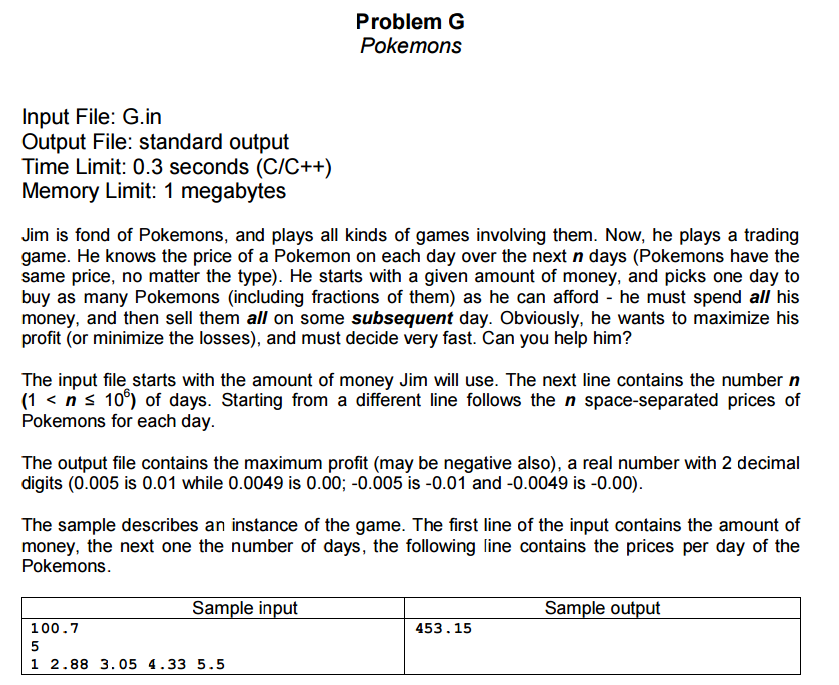 Problem G
Pokemons
Input File: G.in
Output File: standard output
Time Limit: 0.3 seconds (C/C++)
Memory Limit: 1 megabytes
Jim is fond of Pokemons, and plays all kinds of games involving them. Now, he plays a trading
game. He knows the price of a Pokemon on each day over the next n days (Pokemons have the
same price, no matter the type). He starts with a given amount of money, and picks one day to
buy as many Pokemons (including fractions of them) as he can afford - he must spend all his
money, and then sell them all on some subsequent day. Obviously, he wants to maximize his
profit (or minimize the losses), and must decide very fast. Can you help him?
The input file starts with the amount of money Jim will use. The next line contains the number n
(1 < n ≤ 10⁶) of days. Starting from a different line follows the n space-separated prices of
Pokemons for each day.
The output file contains the maximum profit (may be negative also), a real number with 2 decimal
digits (0.005 is 0.01 while 0.0049 is 0.00; -0.005 is -0.01 and -0.0049 is -0.00).
The sample describes an instance of the game. The first line of the input contains the amount of
money, the next one the number of days, the following line contains the prices per day of the
Pokemons.
Sample input
Sample output
100.7
453.15
5
1 2.88 3.05 4.33 5.5